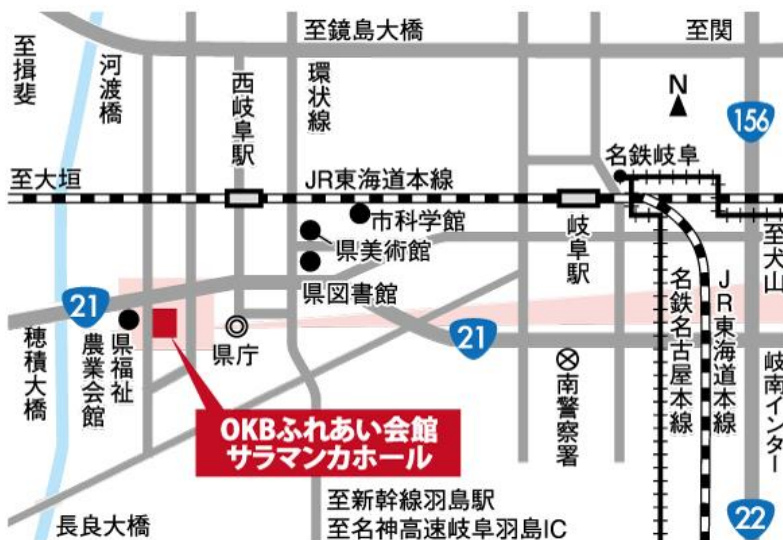 至鏡島大橋
至関
至揖斐
河渡橋
西岐阜駅
環状線
N
156
名鉄岐阜
至大垣
JR東海道本線
市科学館
県美術館
県図書館
岐阜駅
至犬山
21
穂積大橋
県福祉
農業会館
県庁
21
南警察署
名鉄名古屋本線
JR東海道本線
岐南インター
OKBふれあい会館
サラマンカホール
長良大橋
至新幹線羽島駅
至名神高速岐阜羽島IC
22